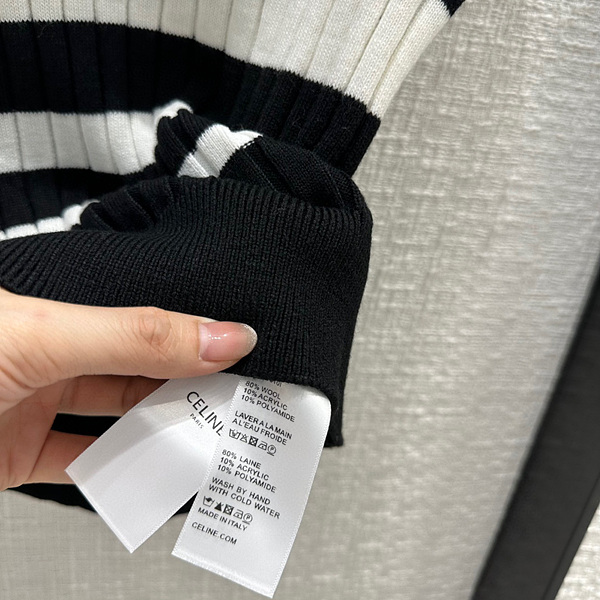 CELINE
PARIS
80% WOOL
10% ACRYLIC
10% POLYAMIDE
LAVER A LA MAIN
A L'EAU FROIDE
80% LAINE
10% ACRYLIC
10% POLYAMIDE
WASH BY HAND
WITH COLD WATER
MADE IN ITALY
CELINE.COM